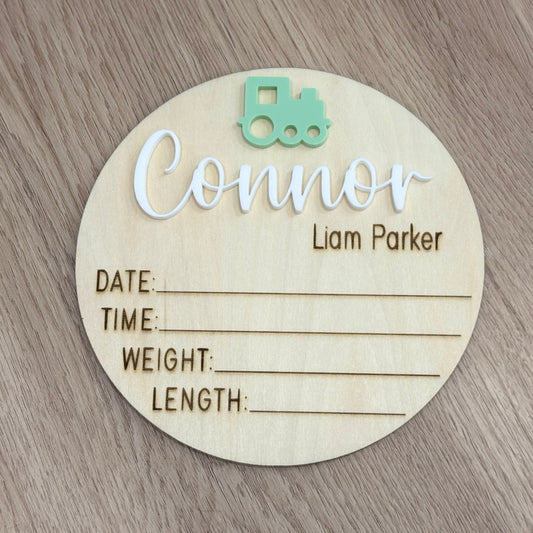 Connor
Liam Parker
DATE:
TIME:
WEIGHT:
LENGTH: